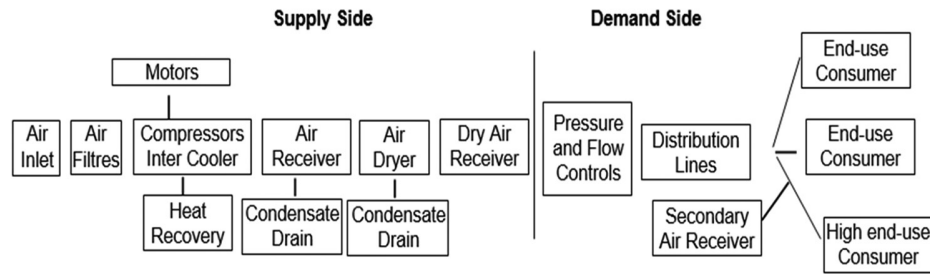 Supply Side
Demand Side
Motors
Air
Inlet
Air
Filtres
Compressors
Inter Cooler
Air
Receiver
Air
Dryer
Dry Air
Receiver
Heat
Recovery
Condensate
Drain
Condensate
Drain
Pressure
and Flow
Controls
Distribution
Lines
Secondary
Air Receiver
End-use
Consumer
End-use
Consumer
High end-use
Consumer